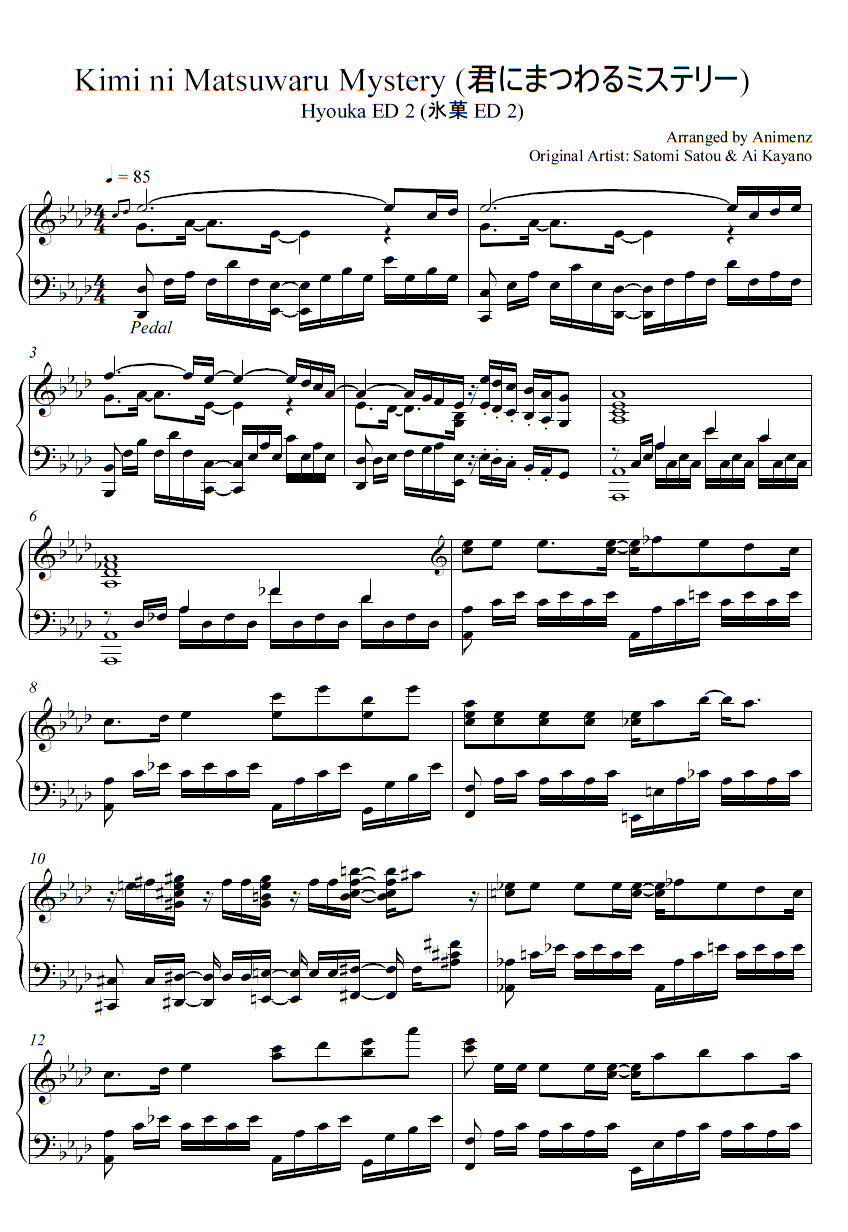 Kimi ni Matsuwaru Mystery (君にまつわるミステリー)
Hyouka ED 2 (氷菓 ED 2)
Arranged by Animenz
Original Artist: Satomi Satou & Ai Kayano
♩ = 85
4
4
4
4
Pedal
3
6
8
10
12